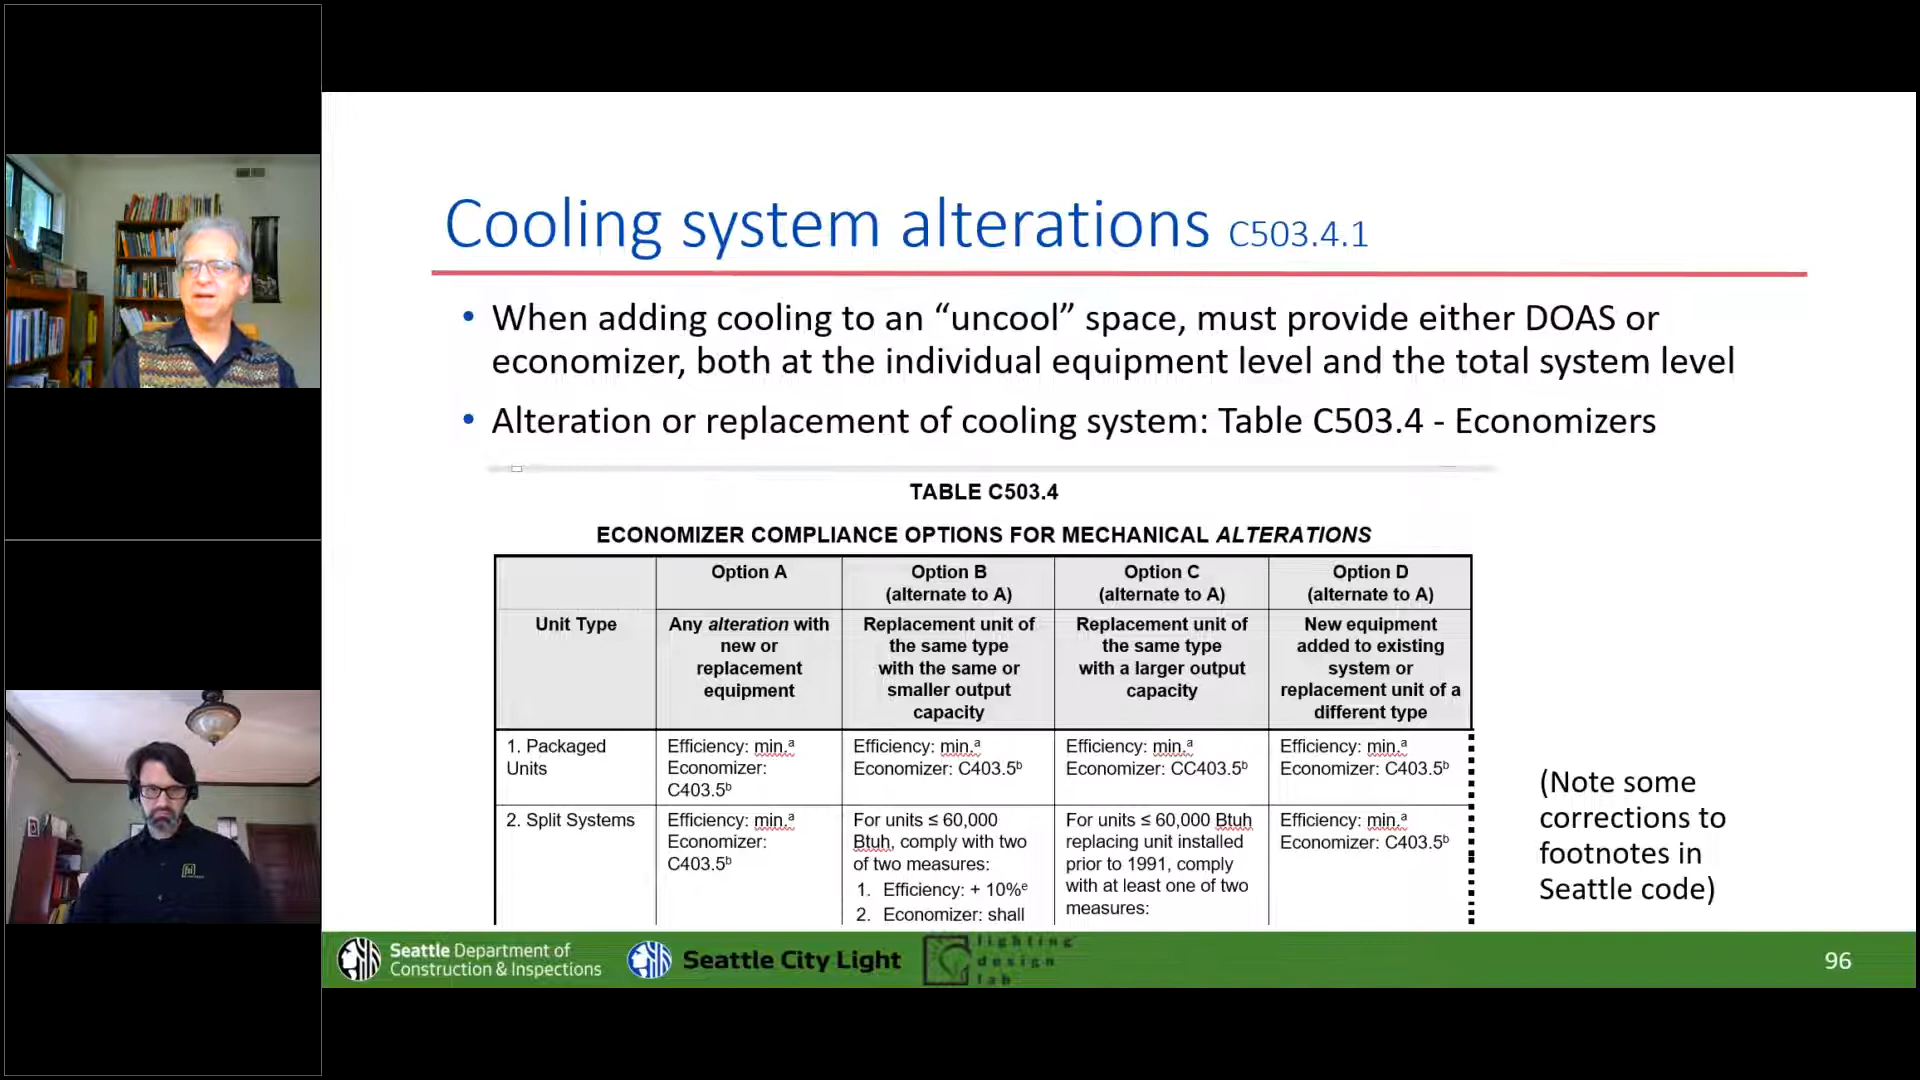 Cooling system alterations C503.4.1
• When adding cooling to an “uncool” space, must provide either DOAS or
economizer, both at the individual equipment level and the total system level
• Alteration or replacement of cooling system: Table C503.4 - Economizers
TABLE C503.4
ECONOMIZER COMPLIANCE OPTIONS FOR MECHANICAL ALTERATIONS
Option A
Option B
(alternate to A)
Option C
(alternate to A)
Option D
(alternate to A)
Unit Type
Any alteration with
new or
replacement
equipment
Replacement unit of
the same type
with the same or
smaller output
capacity
Replacement unit of
the same type
with a larger output
capacity
New equipment
added to existing
system or
replacement unit of a
different type
1. Packaged
Units
Efficiency: min.ᵃ
Economizer:
C403.5ᵇ
Efficiency: min.ᵃ
Economizer: C403.5ᵇ
Efficiency: min.ᵃ
Economizer: CC403.5ᵇ
Efficiency: min.ᵃ
Economizer: C403.5ᵇ
2. Split Systems
Efficiency: min.ᵃ
Economizer:
C403.5ᵇ
For units ≤ 60,000
Btuh, comply with two
of two measures:
1. Efficiency: + 10%ᵉ
2. Economizer: shall
For units ≤ 60,000 Btuh
replacing unit installed
prior to 1991, comply
with at least one of two
measures:
Efficiency: min.ᵃ
Economizer: C403.5ᵇ
(Note some
corrections to
footnotes in
Seattle code)
Seattle Department of
Construction & Inspections
Seattle City Light
lighting
design
lab
96